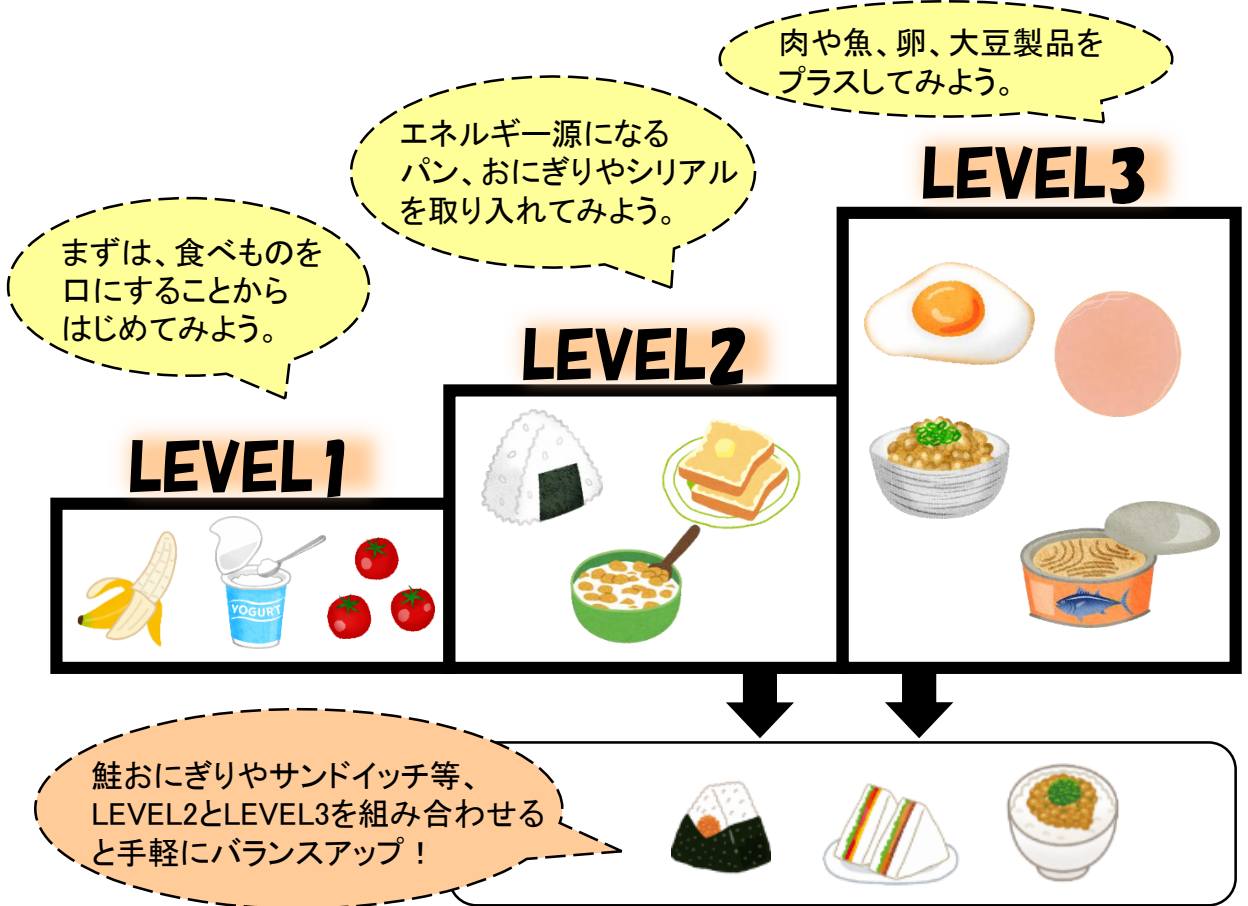 肉や魚、卵、大豆製品を
プラスしてみよう。
エネルギー源になる
パン、おにぎりやシリアル
を取り入れてみよう。
まずは、食べものを
口にすることから
はじめてみよう。
LEVEL3
LEVEL2
LEVEL1
YOGURT
鮭おにぎりやサンドイッチ等、
LEVEL2とLEVEL3を組み合わせる
と手軽にバランスアップ！